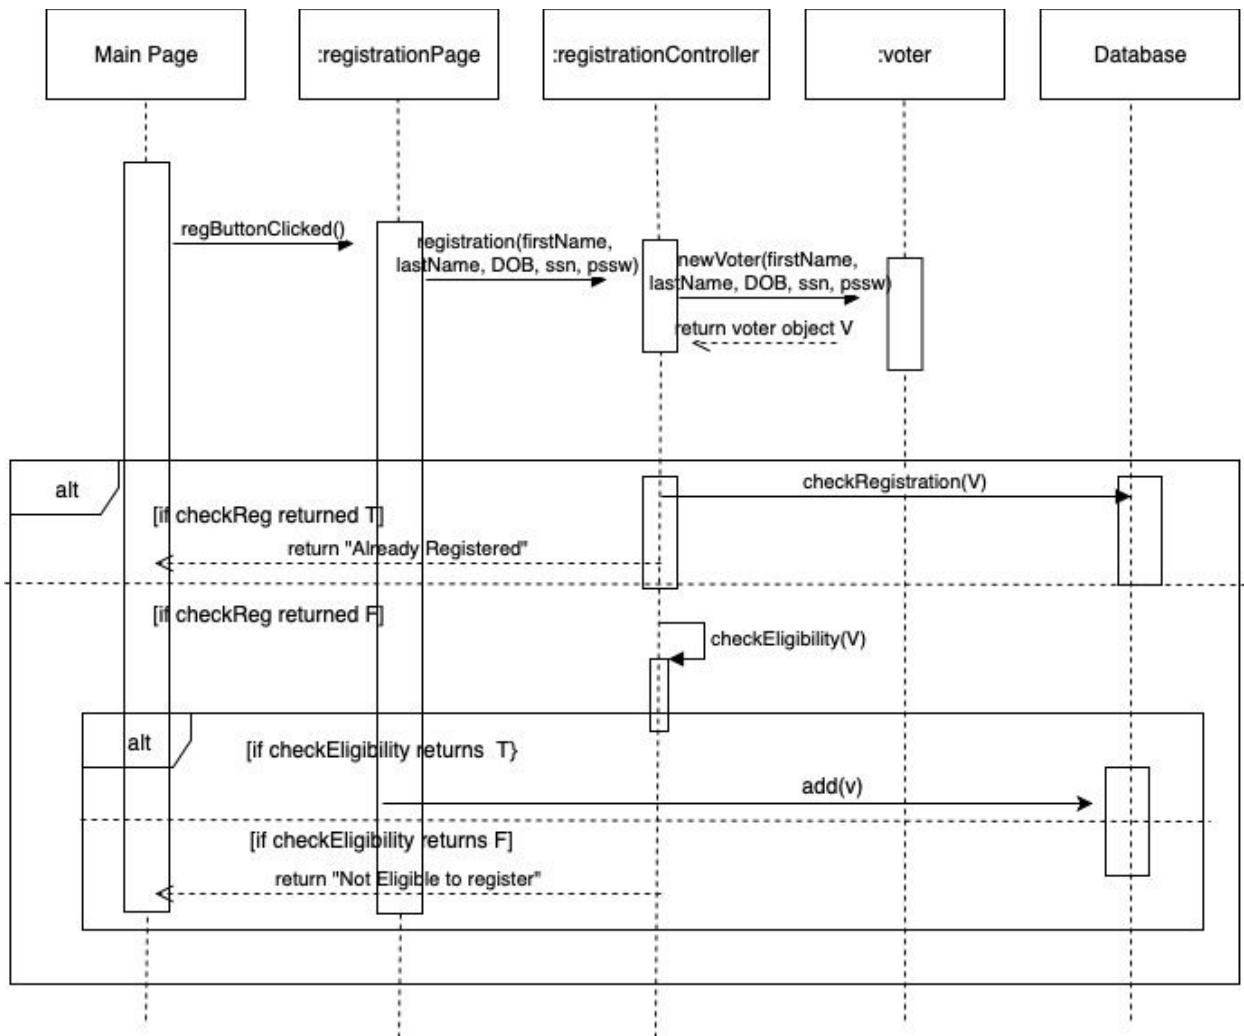 Main Page
:registrationPage
:registrationController
:voter
Database
regButtonClicked()
registration(firstName,
lastName, DOB, ssn, pssw)
newVoter(firstName,
lastName, DOB, ssn, pssw)
return voter object V
alt
checkRegistration(V)
[if checkReg returned T]
return "Already Registered"
[if checkReg returned F]
checkEligibility(V)
alt
[if checkEligibility returns  T}
add(v)
[if checkEligibility returns F]
return "Not Eligible to register"